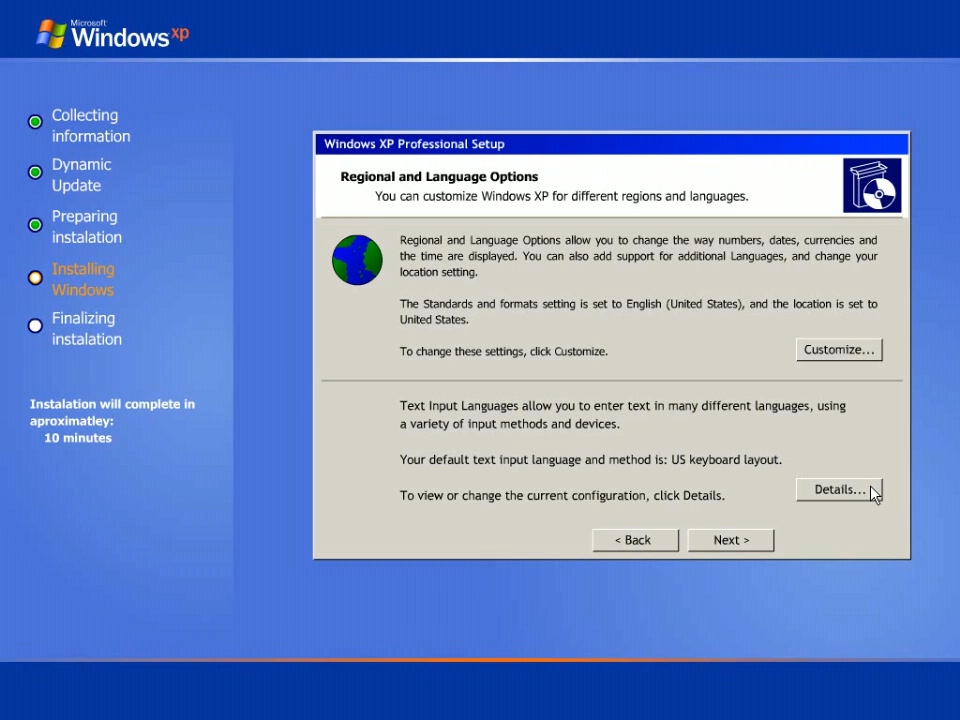 Microsoft
Windows xp
Collecting
information
Dynamic
Update
Preparing
instalation
Installing
Windows
Finalizing
instalation
Instalation will complete in
aproximatley:
10 minutes
Windows XP Professional Setup
Regional and Language Options
You can customize Windows XP for different regions and languages.
Regional and Language Options allow you to change the way numbers, dates, currencies and
the time are displayed. You can also add support for additional Languages, and change your
location setting.
The Standards and formats setting is set to English (United States), and the location is set to
United States.
To change these settings, click Customize.
Customize...
Text Input Languages allow you to enter text in many different languages, using
a variety of input methods and devices.
Your default text input language and method is: US keyboard layout.
To view or change the current configuration, click Details.
Details...
< Back
Next >